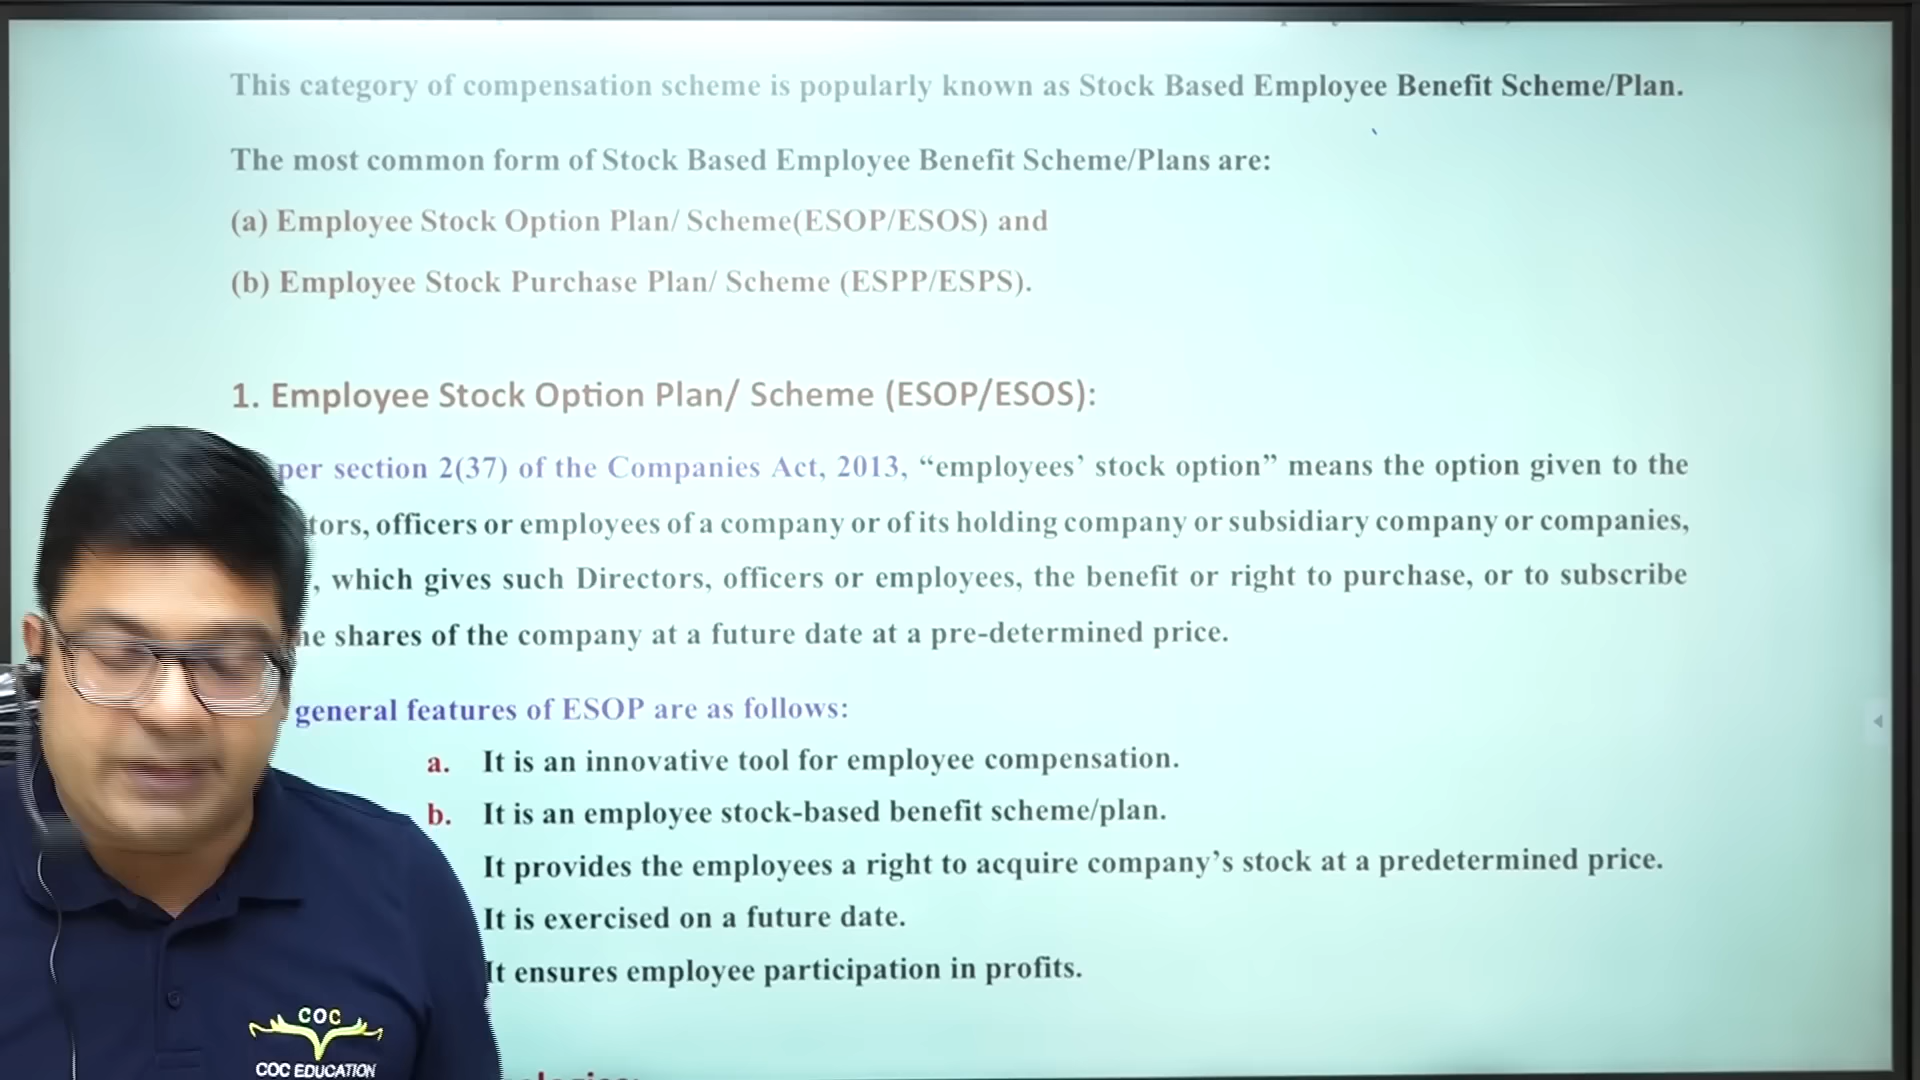 This category of compensation scheme is popularly known as Stock Based Employee Benefit Scheme/Plan.
The most common form of Stock Based Employee Benefit Scheme/Plans are:
(a) Employee Stock Option Plan/ Scheme(ESOP/ESOS) and
(b) Employee Stock Purchase Plan/ Scheme (ESPP/ESPS).
1. Employee Stock Option Plan/ Scheme (ESOP/ESOS):
per section 2(37) of the Companies Act, 2013, “employees’ stock option” means the option given to the
tors, officers or employees of a company or of its holding company or subsidiary company or companies,
, which gives such Directors, officers or employees, the benefit or right to purchase, or to subscribe
he shares of the company at a future date at a pre-determined price.
general features of ESOP are as follows:
a. It is an innovative tool for employee compensation.
b. It is an employee stock-based benefit scheme/plan.
It provides the employees a right to acquire company’s stock at a predetermined price.
It is exercised on a future date.
It ensures employee participation in profits.
COC
COC EDUCATION